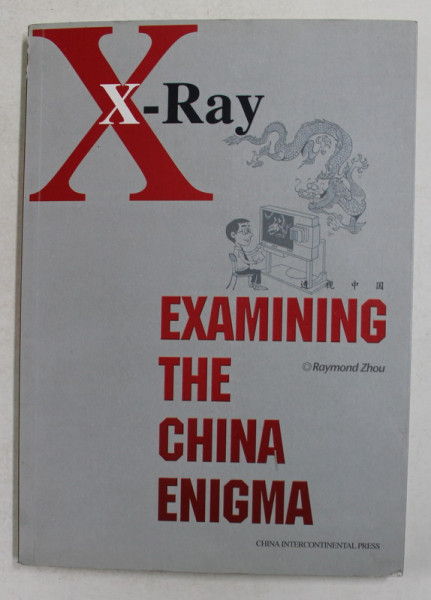 X
X-Ray
透视中国
EXAMINING
THE
CHINA
ENIGMA
©Raymond Zhou
CHINA INTERCONTINENTAL PRESS